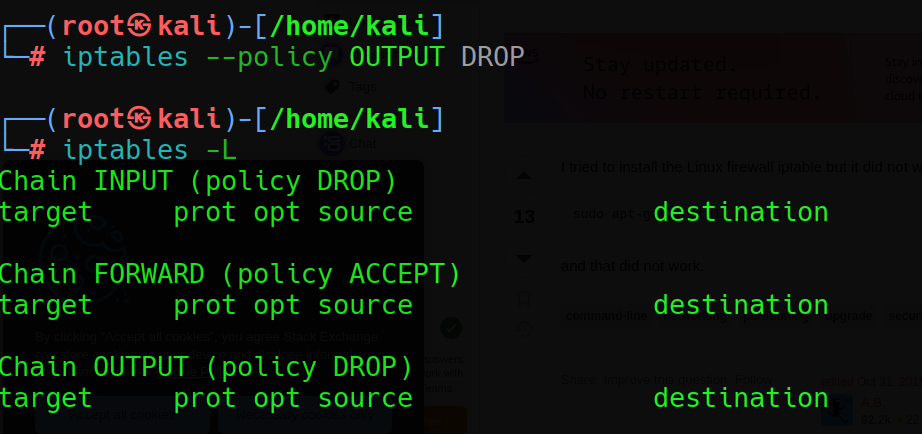 ┌──(root㉿kali)-[/home/kali]
└─# iptables --policy OUTPUT DROP
┌──(root㉿kali)-[/home/kali]
└─# iptables -L
Chain INPUT (policy DROP)
target     prot opt source               destination
Chain FORWARD (policy ACCEPT)
target     prot opt source               destination
Chain OUTPUT (policy DROP)
target     prot opt source               destination
Stay updated.
No restart required.
Tags
Chat
I tried to install the Linux firewall iptable but it did not
13
sudo apt-g
and that did not work.
command-line
upgrade
By clicking "Accept all cookies", you agree Stack Exchange
Share
improve this question
Follow
edited Oct
A.B.
92.2k